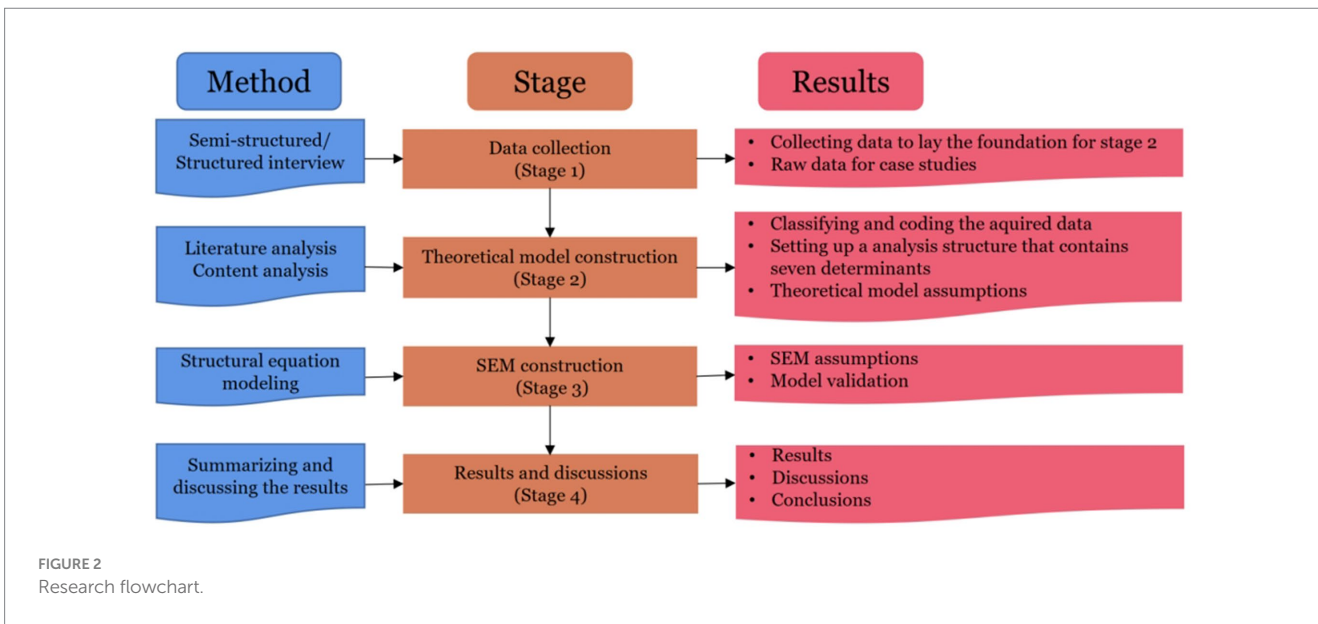 Method
Stage
Results
Semi-structured/
Structured interview
Data collection
(Stage 1)
• Collecting data to lay the foundation for stage 2
• Raw data for case studies
Literature analysis
Content analysis
Theoretical model construction
(Stage 2)
• Classifying and coding the aquired data
• Setting up a analysis structure that contains
seven determinants
• Theoretical model assumptions
Structural equation
modeling
SEM construction
(Stage 3)
• SEM assumptions
• Model validation
Summarizing and
discussing the results
Results and discussions
(Stage 4)
• Results
• Discussions
• Conclusions
FIGURE 2
Research flowchart.